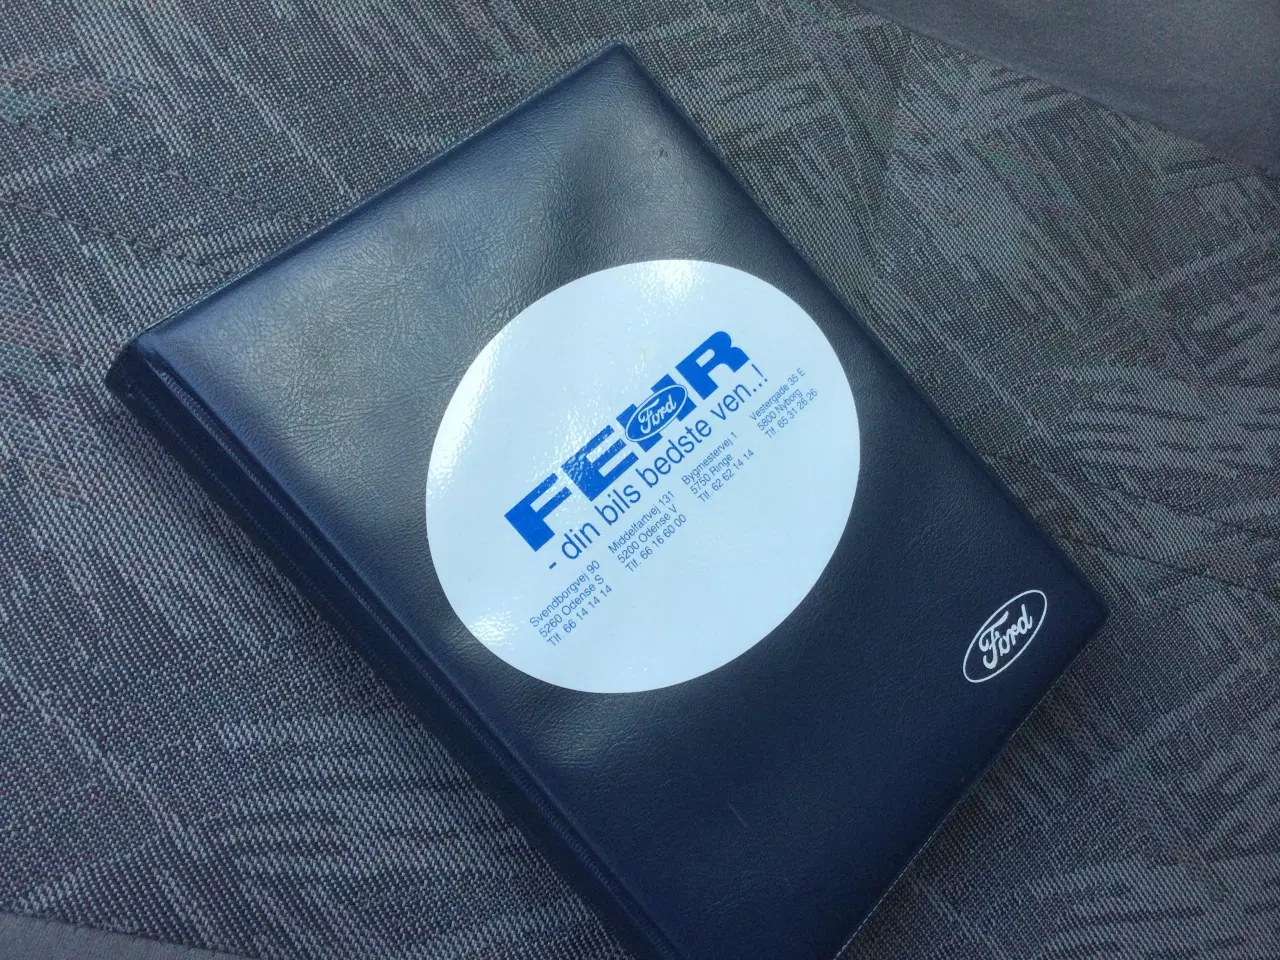 FEHR
Ford
- din bils bedste ven...!
Svendborgvej 90
5260 Odense S
Tlf. 66 14 14 14
Middelfartvej 131
5200 Odense V
Tlf. 66 16 60 00
Bygmestervej 1
5750 Ringe
Tlf. 62 62 14 14
Vestergade 35 E
5800 Nyborg
Tlf. 65 31 26 26
Ford